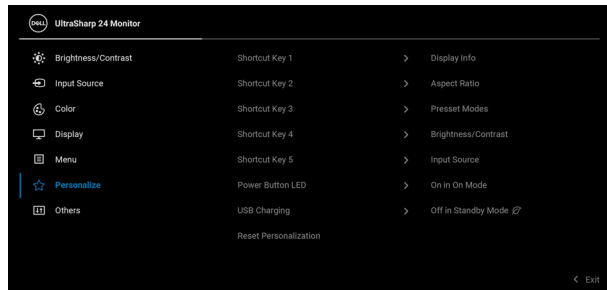 DELL UltraSharp 24 Monitor
Brightness/Contrast Shortcut Key 1 > Display Info
Input Source Shortcut Key 2 > Aspect Ratio
Color Shortcut Key 3 > Presset Modes
Display Shortcut Key 4 > Brightness/Contrast
Menu Shortcut Key 5 > Input Source
Personalize Power Button LED > On in On Mode
Others USB Charging > Off in Standby Mode
Reset Personalization
< Exit